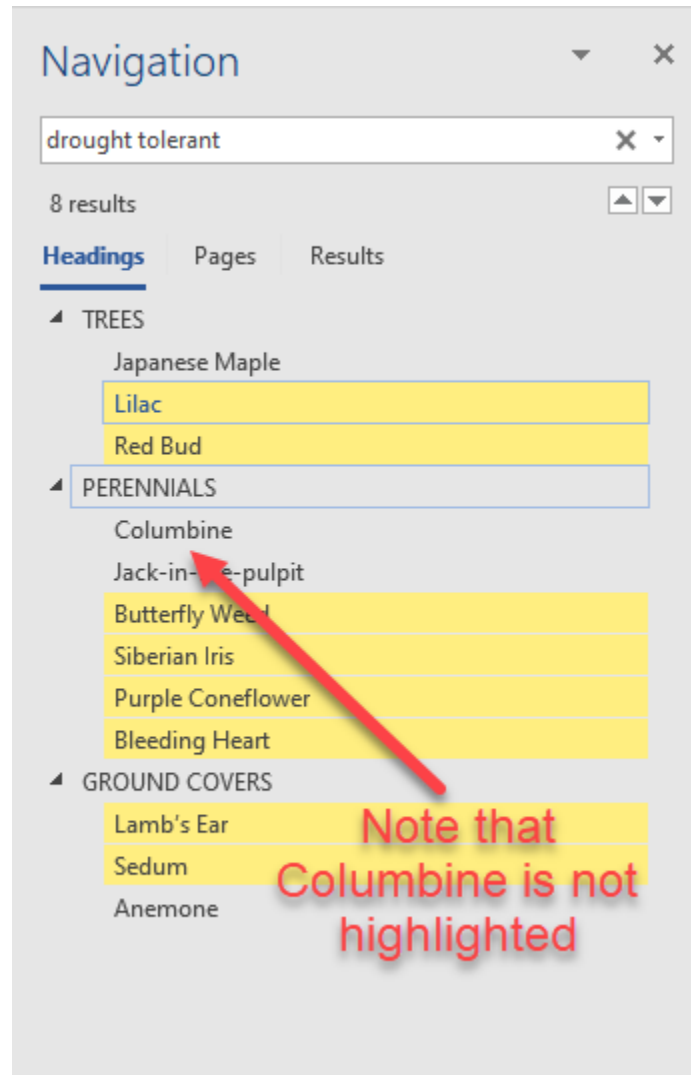 Navigation
drought tolerant
8 results
Headings Pages Results
TREES
Japanese Maple
Lilac
Red Bud
PERENNIALS
Columbine
Jack-in-the-pulpit
Butterfly Weed
Siberian Iris
Purple Coneflower
Bleeding Heart
GROUND COVERS
Lamb's Ear
Sedum
Anemone
Note that
Columbine is not
highlighted